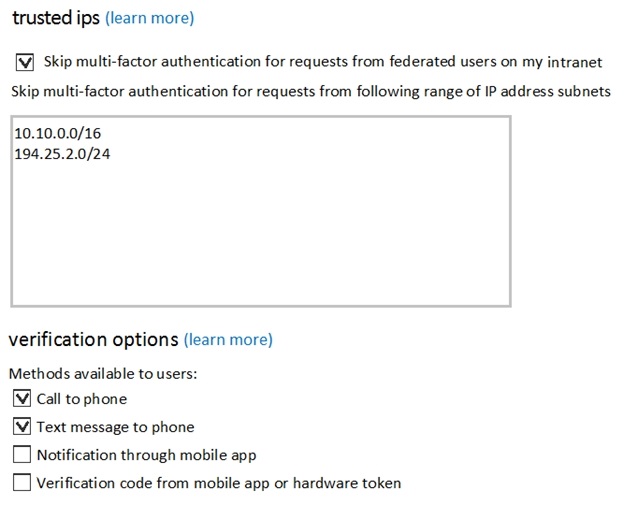 trusted ips (learn more)
Skip multi-factor authentication for requests from federated users on my intranet
Skip multi-factor authentication for requests from following range of IP address subnets
10.10.0.0/16
194.25.2.0/24
verification options (learn more)
Methods available to users:
Call to phone
Text message to phone
Notification through mobile app
Verification code from mobile app or hardware token